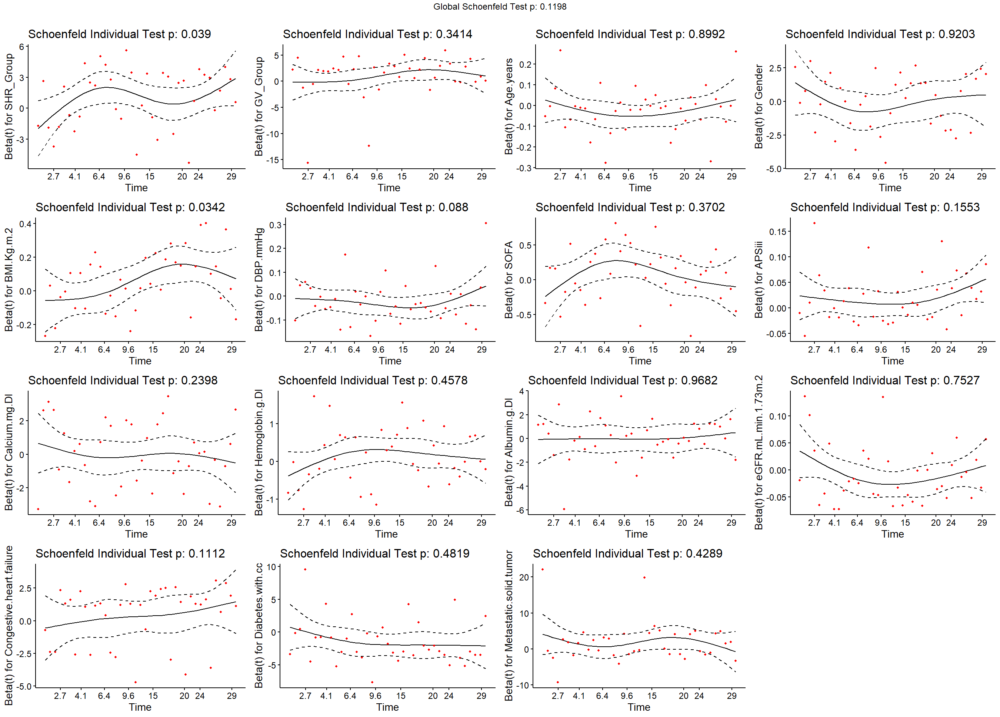 Global Schoenfeld Test p: 0.1198
Schoenfeld Individual Test p: 0.039
Beta(t) for SHR_Group
6
3
0
-3
2.7 4.1 6.4 9.6 15 20 24 29
Time
Schoenfeld Individual Test p: 0.3414
Beta(t) for GV_Group
5
0
-5
-10
-15
2.7 4.1 6.4 9.6 15 20 24 29
Time
Schoenfeld Individual Test p: 0.8992
Beta(t) for Age.years
0.2
0.1
0.0
-0.1
-0.2
-0.3
2.7 4.1 6.4 9.6 15 20 24 29
Time
Schoenfeld Individual Test p: 0.9203
Beta(t) for Gender
2.5
0.0
-2.5
-5.0
2.7 4.1 6.4 9.6 15 20 24 29
Time
Schoenfeld Individual Test p: 0.0342
Beta(t) for BMI.Kg.m.2
0.4
0.2
0.0
-0.2
2.7 4.1 6.4 9.6 15 20 24 29
Time
Schoenfeld Individual Test p: 0.088
Beta(t) for DBP.mmHg
0.3
0.2
0.1
0.0
-0.1
2.7 4.1 6.4 9.6 15 20 24 29
Time
Schoenfeld Individual Test p: 0.3702
Beta(t) for SOFA
0.5
0.0
-0.5
2.7 4.1 6.4 9.6 15 20 24 29
Time
Schoenfeld Individual Test p: 0.1553
Beta(t) for APSiii
0.15
0.10
0.05
0.00
-0.05
2.7 4.1 6.4 9.6 15 20 24 29
Time
Schoenfeld Individual Test p: 0.2398
Beta(t) for Calcium.mg.Dl
2
0
-2
2.7 4.1 6.4 9.6 15 20 24 29
Time
Schoenfeld Individual Test p: 0.4578
Beta(t) for Hemoglobin.g.Dl
1
0
-1
2.7 4.1 6.4 9.6 15 20 24 29
Time
Schoenfeld Individual Test p: 0.9682
Beta(t) for Albumin.g.Dl
4
2
0
-2
-4
-6
2.7 4.1 6.4 9.6 15 20 24 29
Time
Schoenfeld Individual Test p: 0.7527
Beta(t) for eGFR.mL.min.1.73m.2
0.10
0.05
0.00
-0.05
2.7 4.1 6.4 9.6 15 20 24 29
Time
Schoenfeld Individual Test p: 0.1112
Beta(t) for Congestive.heart.failure
2.5
0.0
-2.5
-5.0
2.7 4.1 6.4 9.6 15 20 24 29
Time
Schoenfeld Individual Test p: 0.4819
Beta(t) for Diabetes.with.cc
10
5
0
-5
2.7 4.1 6.4 9.6 15 20 24 29
Time
Schoenfeld Individual Test p: 0.4289
Beta(t) for Metastatic.solid.tumor
20
10
0
-10
2.7 4.1 6.4 9.6 15 20 24 29
Time